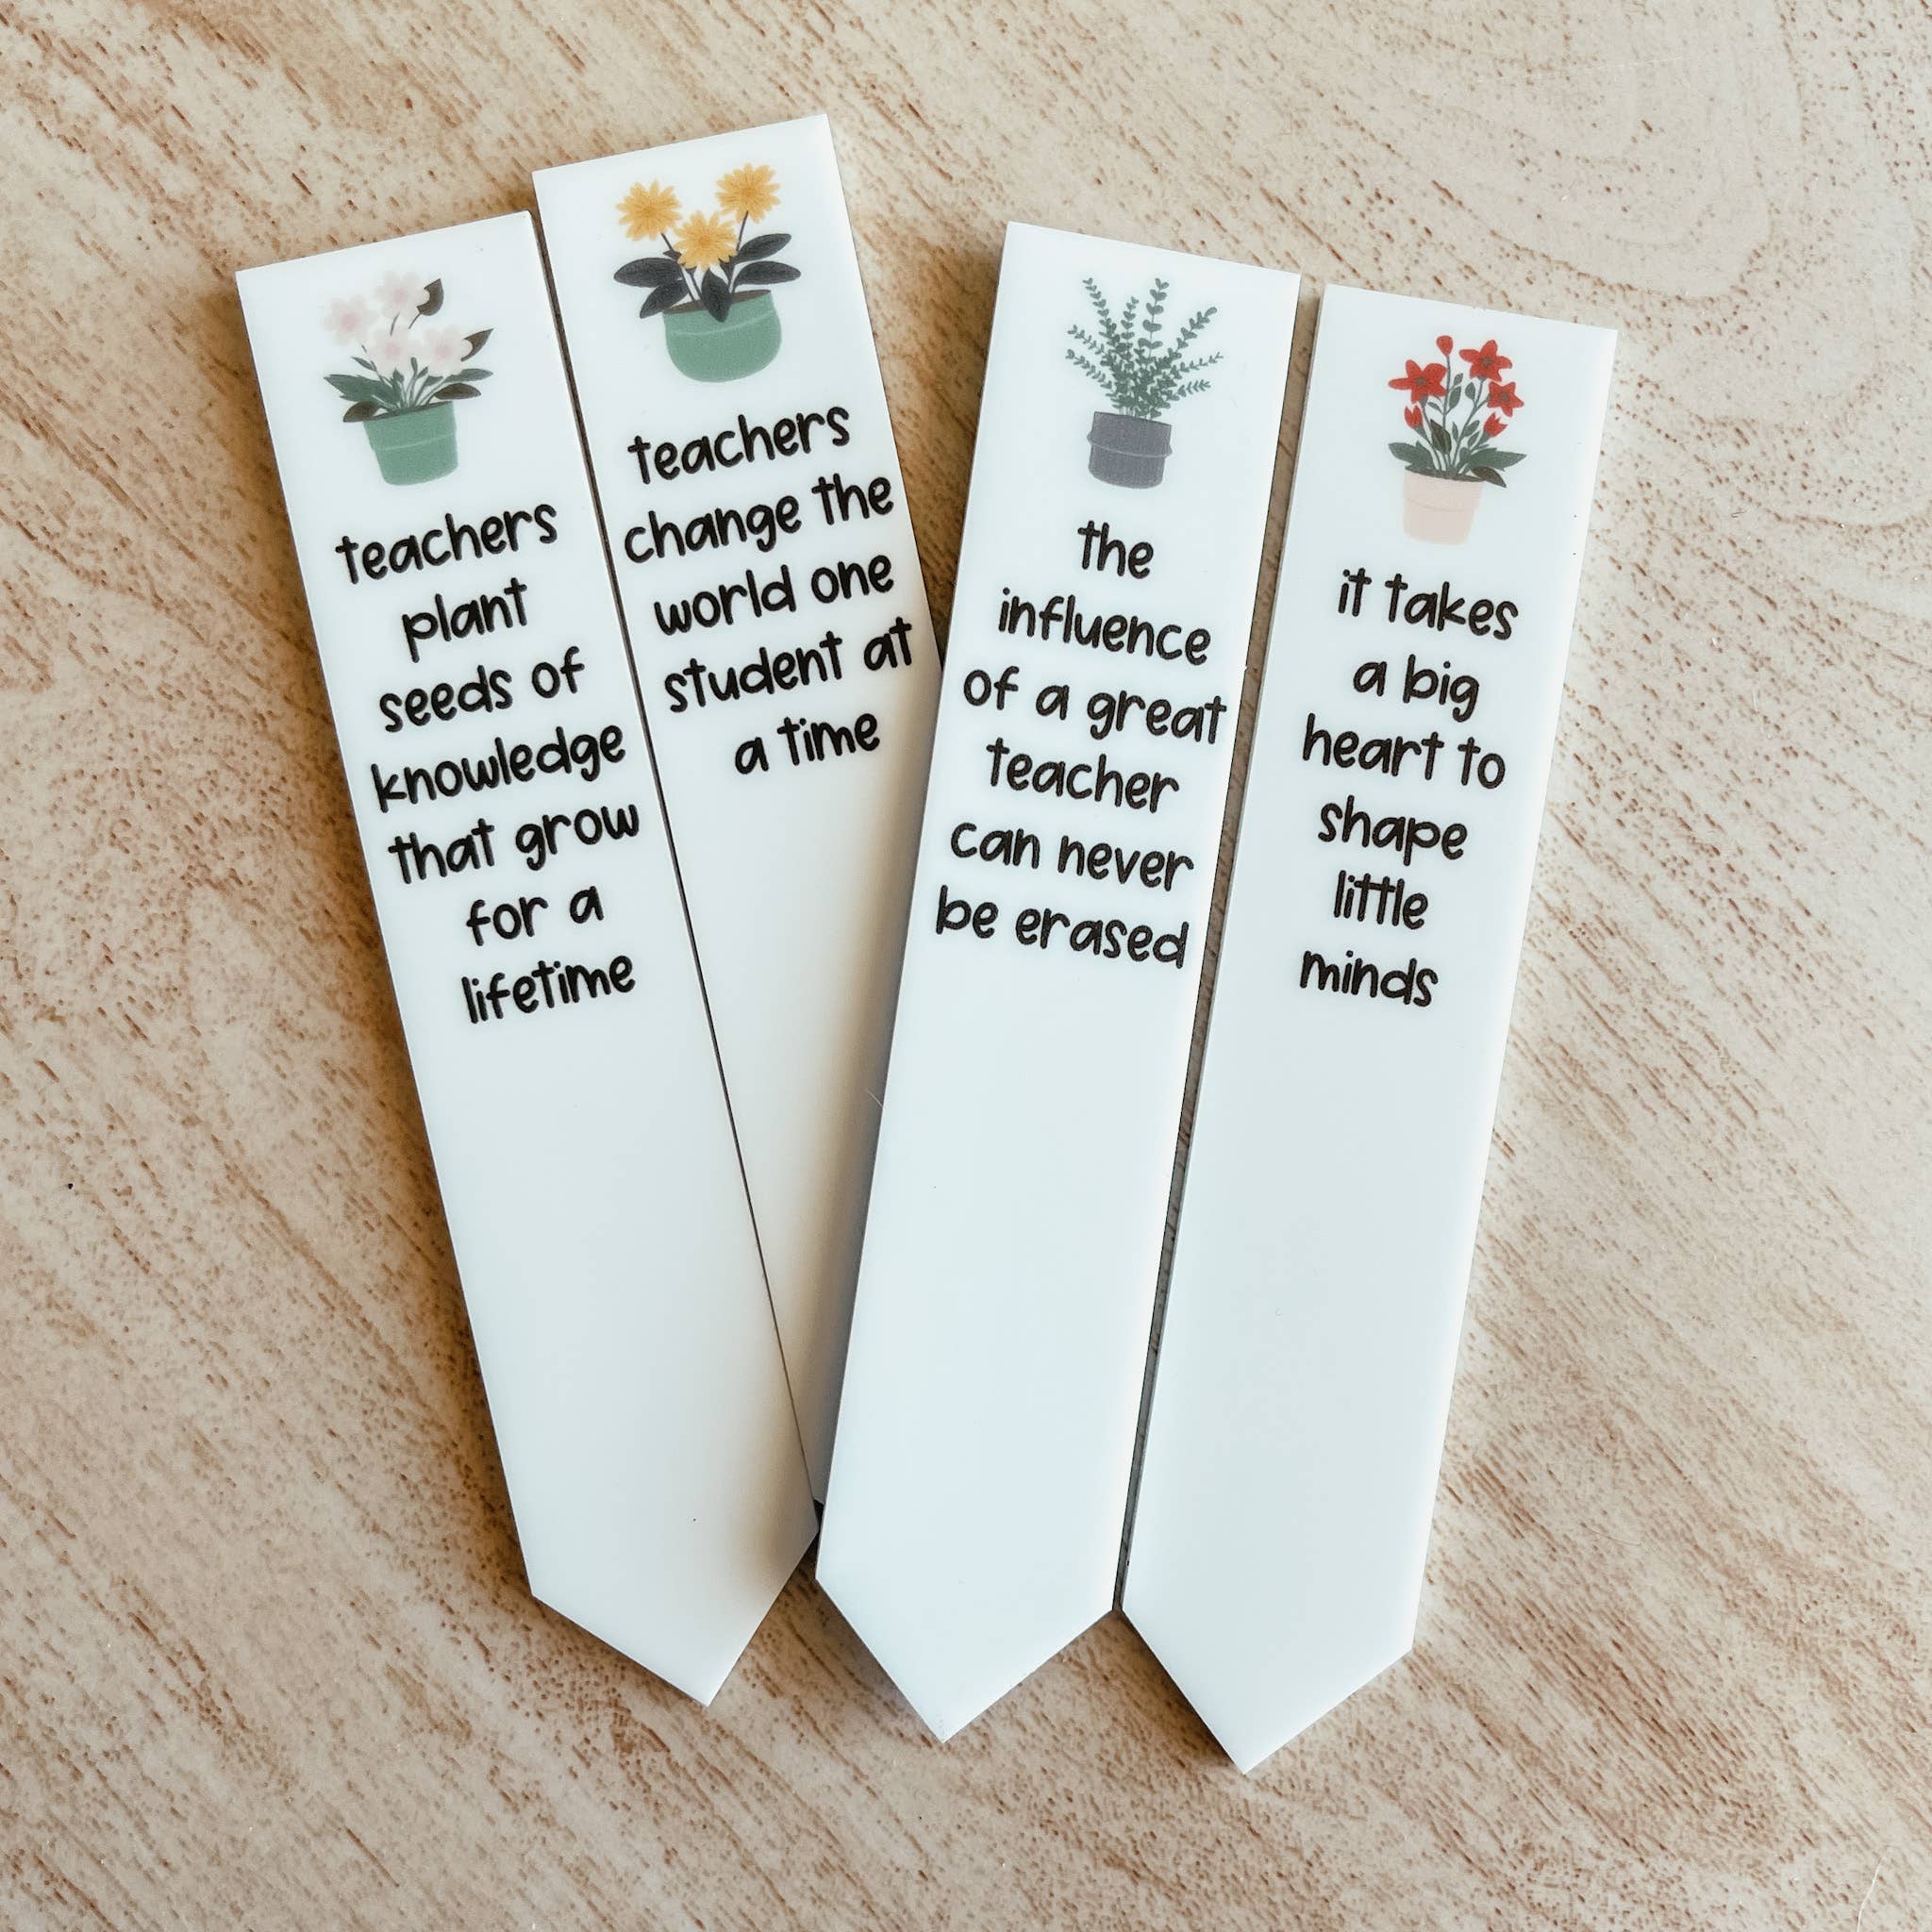 teachers
plant
seeds of
knowledge
that grow
for a
lifetime
teachers
change the
world one
student at
a time
the
influence
of a great
teacher
can never
be erased
it takes
a big
heart to
shape
little
minds